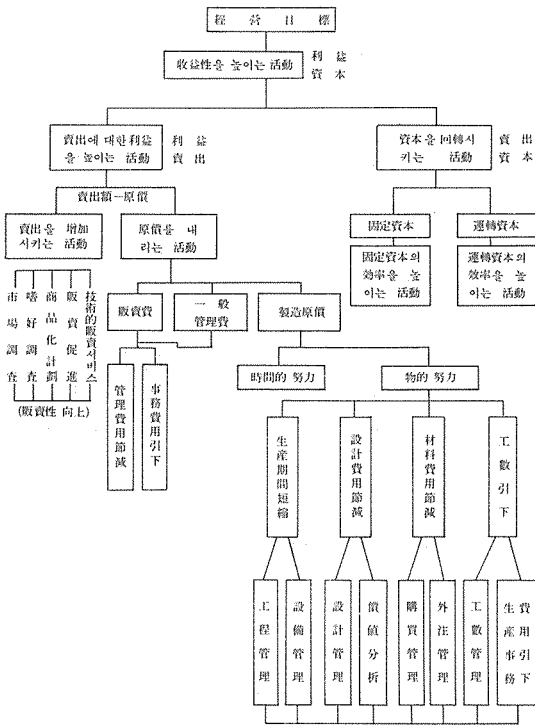 經營目標
收益性을 높이는 活動
利益
資本
賣出에 대한利益
을 높이는 活動
利益
賣出
資本을 回轉시
키는 活動
賣出
資本
賣出額—原價
賣出을 增加
시키는 活動
原價를 내
리는 活動
固定資本
固定資本의
効率을 높
이는 活動
運轉資本
運轉資本의
效率을 높
이는 活動
市場調査
嗜好調査
商品化計劃
販賣促進
技術的販賣서비스
(販賣性 向上)
販賣費
一般
管理費
製造原價
管理費用節減
事務費用引下
時間的 努力
物的 努力
生產期間短縮
設計費用節減
材料費用節減
工數引下
工程管理
設備管理
設計管理
價値分析
購買管理
外注管理
工數管理
生產事務
費用引下